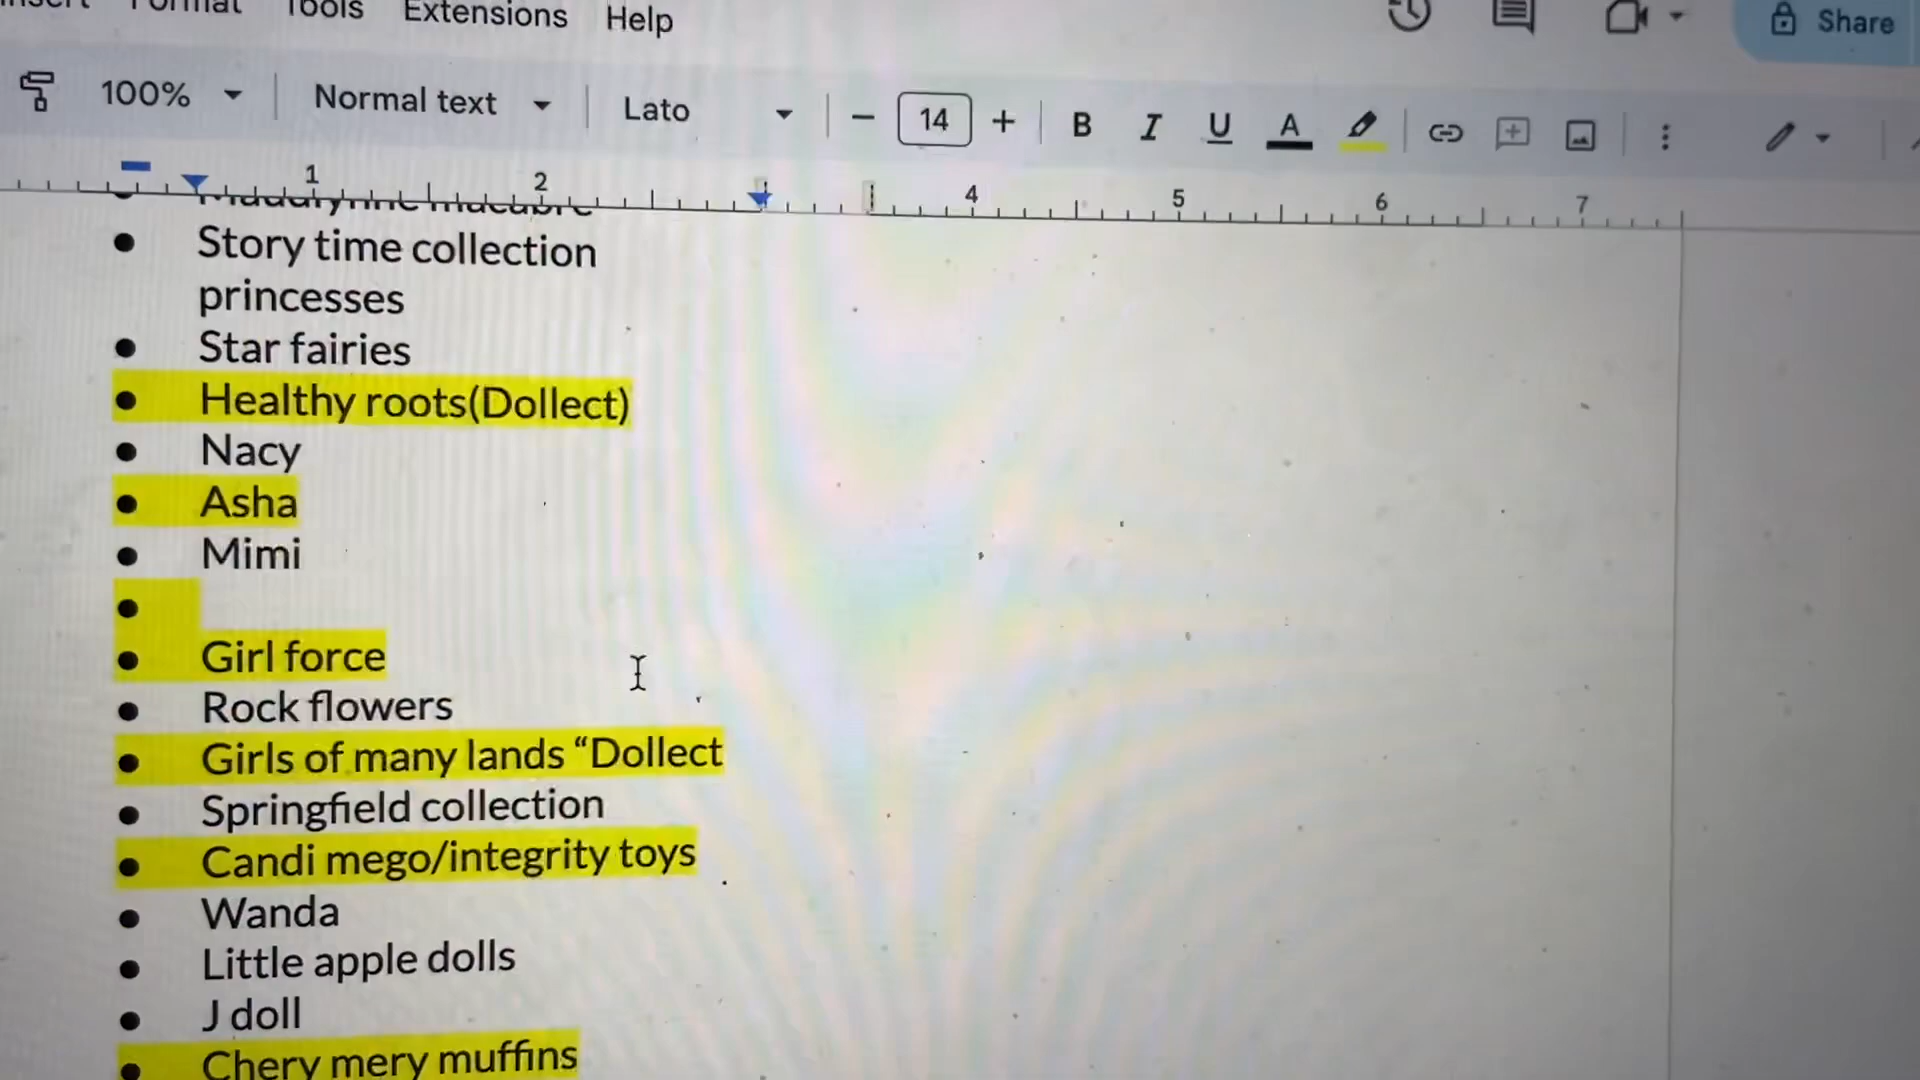 Format Tools Extensions Help
Share
100% Normal text Lato 14 B I U A
1 2 4 5 6 7
Story time collection
princesses
Star fairies
Healthy roots(Dollect)
Nacy
Asha
Mimi
Girl force
Rock flowers
Girls of many lands “Dollect
Springfield collection
Candi mego/integrity toys
Wanda
Little apple dolls
J doll
Chery mery muffins